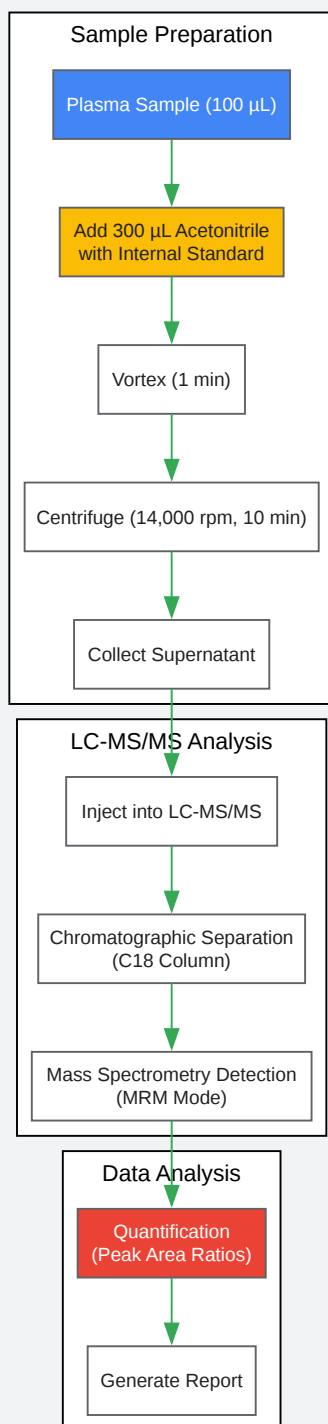 Sample Preparation
Plasma Sample (100 µL)
Add 300 µL Acetonitrile
with Internal Standard
Vortex (1 min)
Centrifuge (14,000 rpm, 10 min)
Collect Supernatant
LC-MS/MS Analysis
Inject into LC-MS/MS
Chromatographic Separation
(C18 Column)
Mass Spectrometry Detection
(MRM Mode)
Data Analysis
Quantification
(Peak Area Ratios)
Generate Report